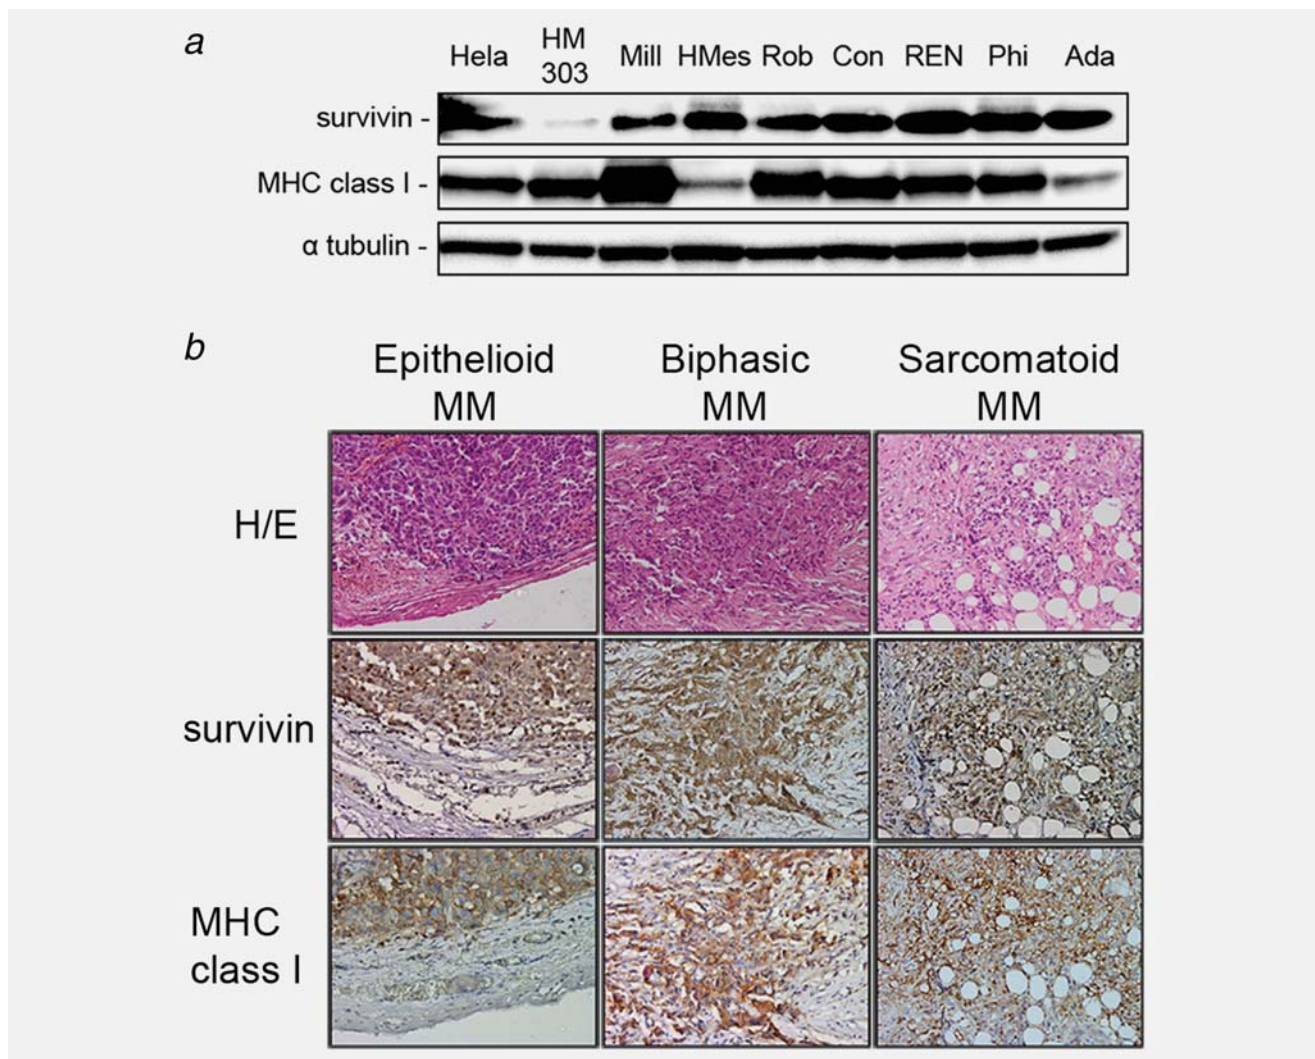 a
Hela HM 303 Mill HMes Rob Con REN Phi Ada
survivin -
MHC class I -
α tubulin -
b
Epithelioid MM Biphasic MM Sarcomatoid MM
H/E
survivin
MHC
class I